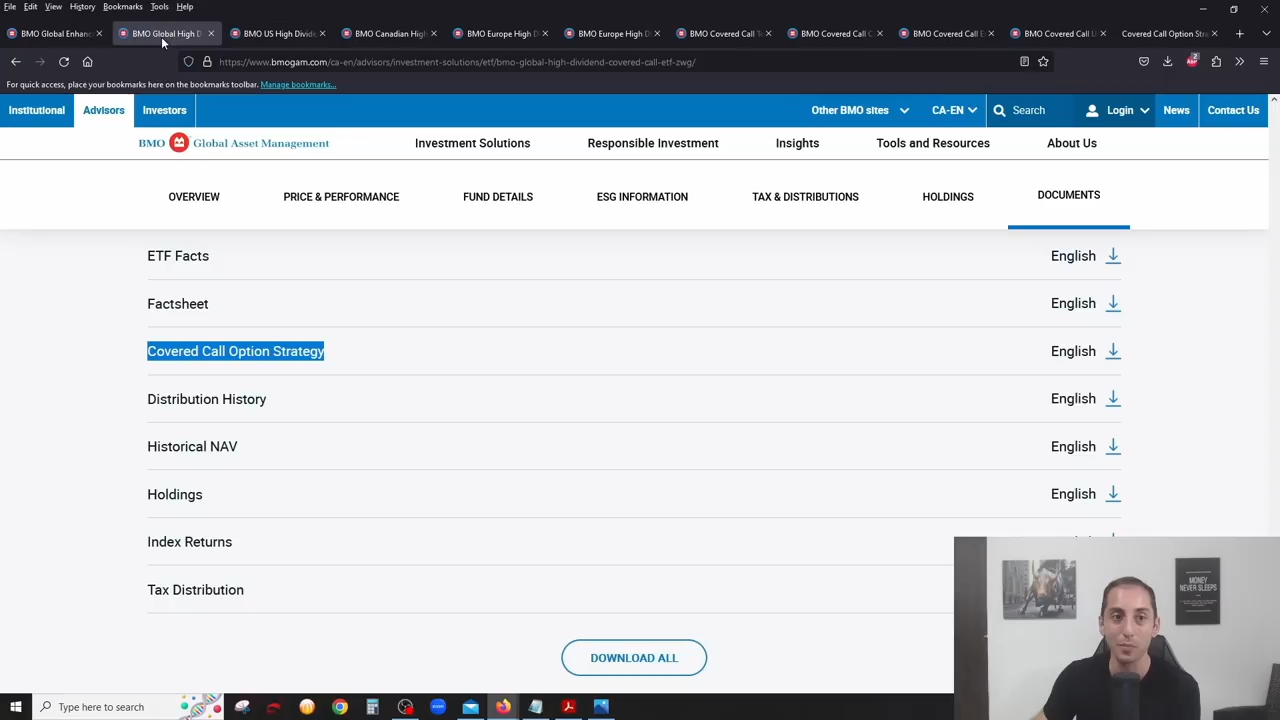 File Edit View History Bookmarks Tools Help
BMO Global Enhanc BMO Global High D BMO US High Divide BMO Canadian High BMO Europe High D BMO Europe High D BMO Covered Call Te BMO Covered Call C BMO Covered Call E BMO Covered Call U Covered Call Option Stra
https://www.bmogam.com/ca-en/advisors/investment-solutions/etf/bmo-global-high-dividend-covered-call-etf-zwg/
For quick access, place your bookmarks here on the bookmarks toolbar. Manage bookmarks...
Institutional Advisors Investors Other BMO sites CA-EN Search Login News Contact Us
BMO Global Asset Management Investment Solutions Responsible Investment Insights Tools and Resources About Us
OVERVIEW PRICE & PERFORMANCE FUND DETAILS ESG INFORMATION TAX & DISTRIBUTIONS HOLDINGS DOCUMENTS
ETF Facts English
Factsheet English
Covered Call Option Strategy English
Distribution History English
Historical NAV English
Holdings English
Index Returns
Tax Distribution
MONEY
NEVER SLEEPS
DOWNLOAD ALL
Type here to search